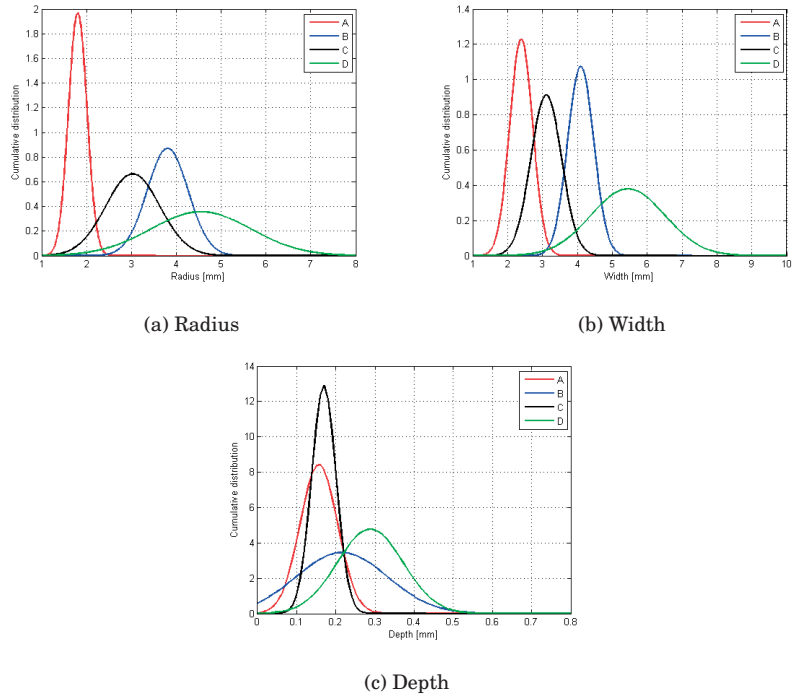 2
1.8
1.6
1.4
1.2
1
0.8
0.6
0.4
0.2
0
Cumulative distribution
1 2 3 4 5 6 7 8
Radius [mm]
A
B
C
D
(a) Radius
1.4
1.2
1
0.8
0.6
0.4
0.2
0
Cumulative distribution
1 2 3 4 5 6 7 8 9 10
Width [mm]
A
B
C
D
(b) Width
14
12
10
8
6
4
2
0
Cumulative distribution
0 0.1 0.2 0.3 0.4 0.5 0.6 0.7 0.8
Depth [mm]
A
B
C
D
(c) Depth